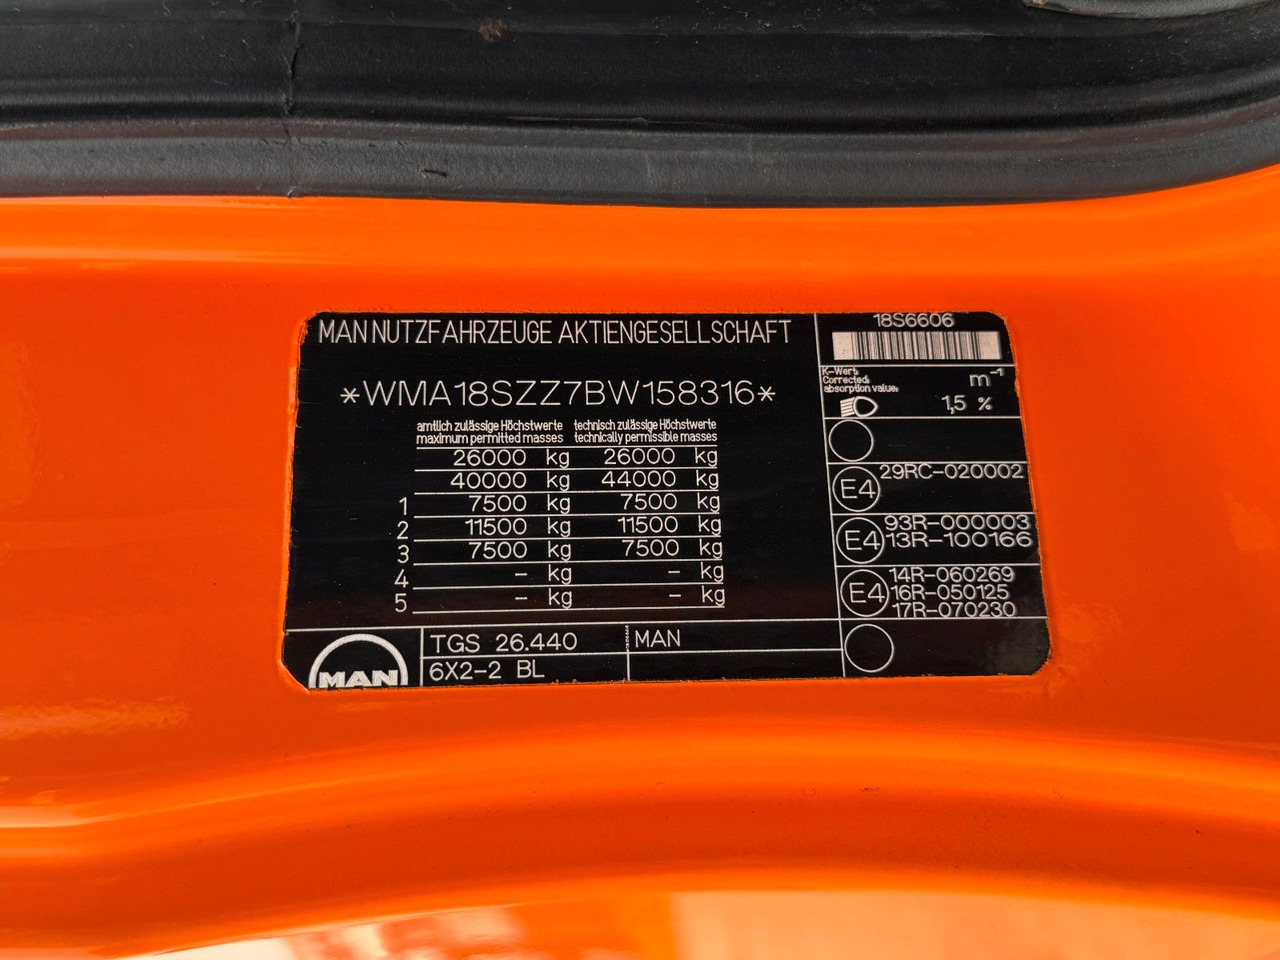 MAN NUTZFAHRZEUGE AKTIENGESELLSCHAFT
*WMA18SZZ7BW158316*
amtlich zulässige Höchstwerte technisch zulässige Höchstwerte
maximum permitted masses technically permissible masses
26000 kg 26000 kg
40000 kg 44000 kg
1 7500 kg 7500 kg
2 11500 kg 11500 kg
3 7500 kg 7500 kg
4 - kg - kg
5 - kg - kg
MAN
TGS 26.440
6X2-2 BL
MAN
18S6606
K-Wert:
Corrected
absorption value:
m⁻¹
1,5 %
E4 29RC-020002
E4 93R-000003
13R-100166
E4 14R-060269
16R-050125
17R-070230